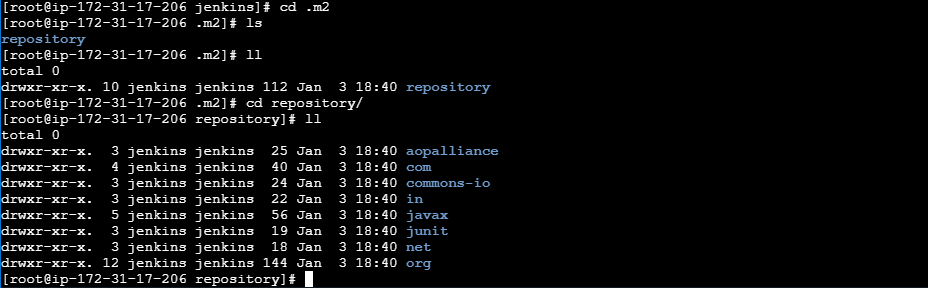 [root@ip-172-31-17-206 jenkins]# cd .m2
[root@ip-172-31-17-206 .m2]# ls
repository
[root@ip-172-31-17-206 .m2]# ll
total 0
drwxr-xr-x. 10 jenkins jenkins 112 Jan  3 18:40 repository
[root@ip-172-31-17-206 .m2]# cd repository/
[root@ip-172-31-17-206 repository]# ll
total 0
drwxr-xr-x.  3 jenkins jenkins  25 Jan  3 18:40 aopalliance
drwxr-xr-x.  4 jenkins jenkins  40 Jan  3 18:40 com
drwxr-xr-x.  3 jenkins jenkins  24 Jan  3 18:40 commons-io
drwxr-xr-x.  3 jenkins jenkins  22 Jan  3 18:40 in
drwxr-xr-x.  5 jenkins jenkins  56 Jan  3 18:40 javax
drwxr-xr-x.  3 jenkins jenkins  19 Jan  3 18:40 junit
drwxr-xr-x.  3 jenkins jenkins  18 Jan  3 18:40 net
drwxr-xr-x. 12 jenkins jenkins 144 Jan  3 18:40 org
[root@ip-172-31-17-206 repository]#